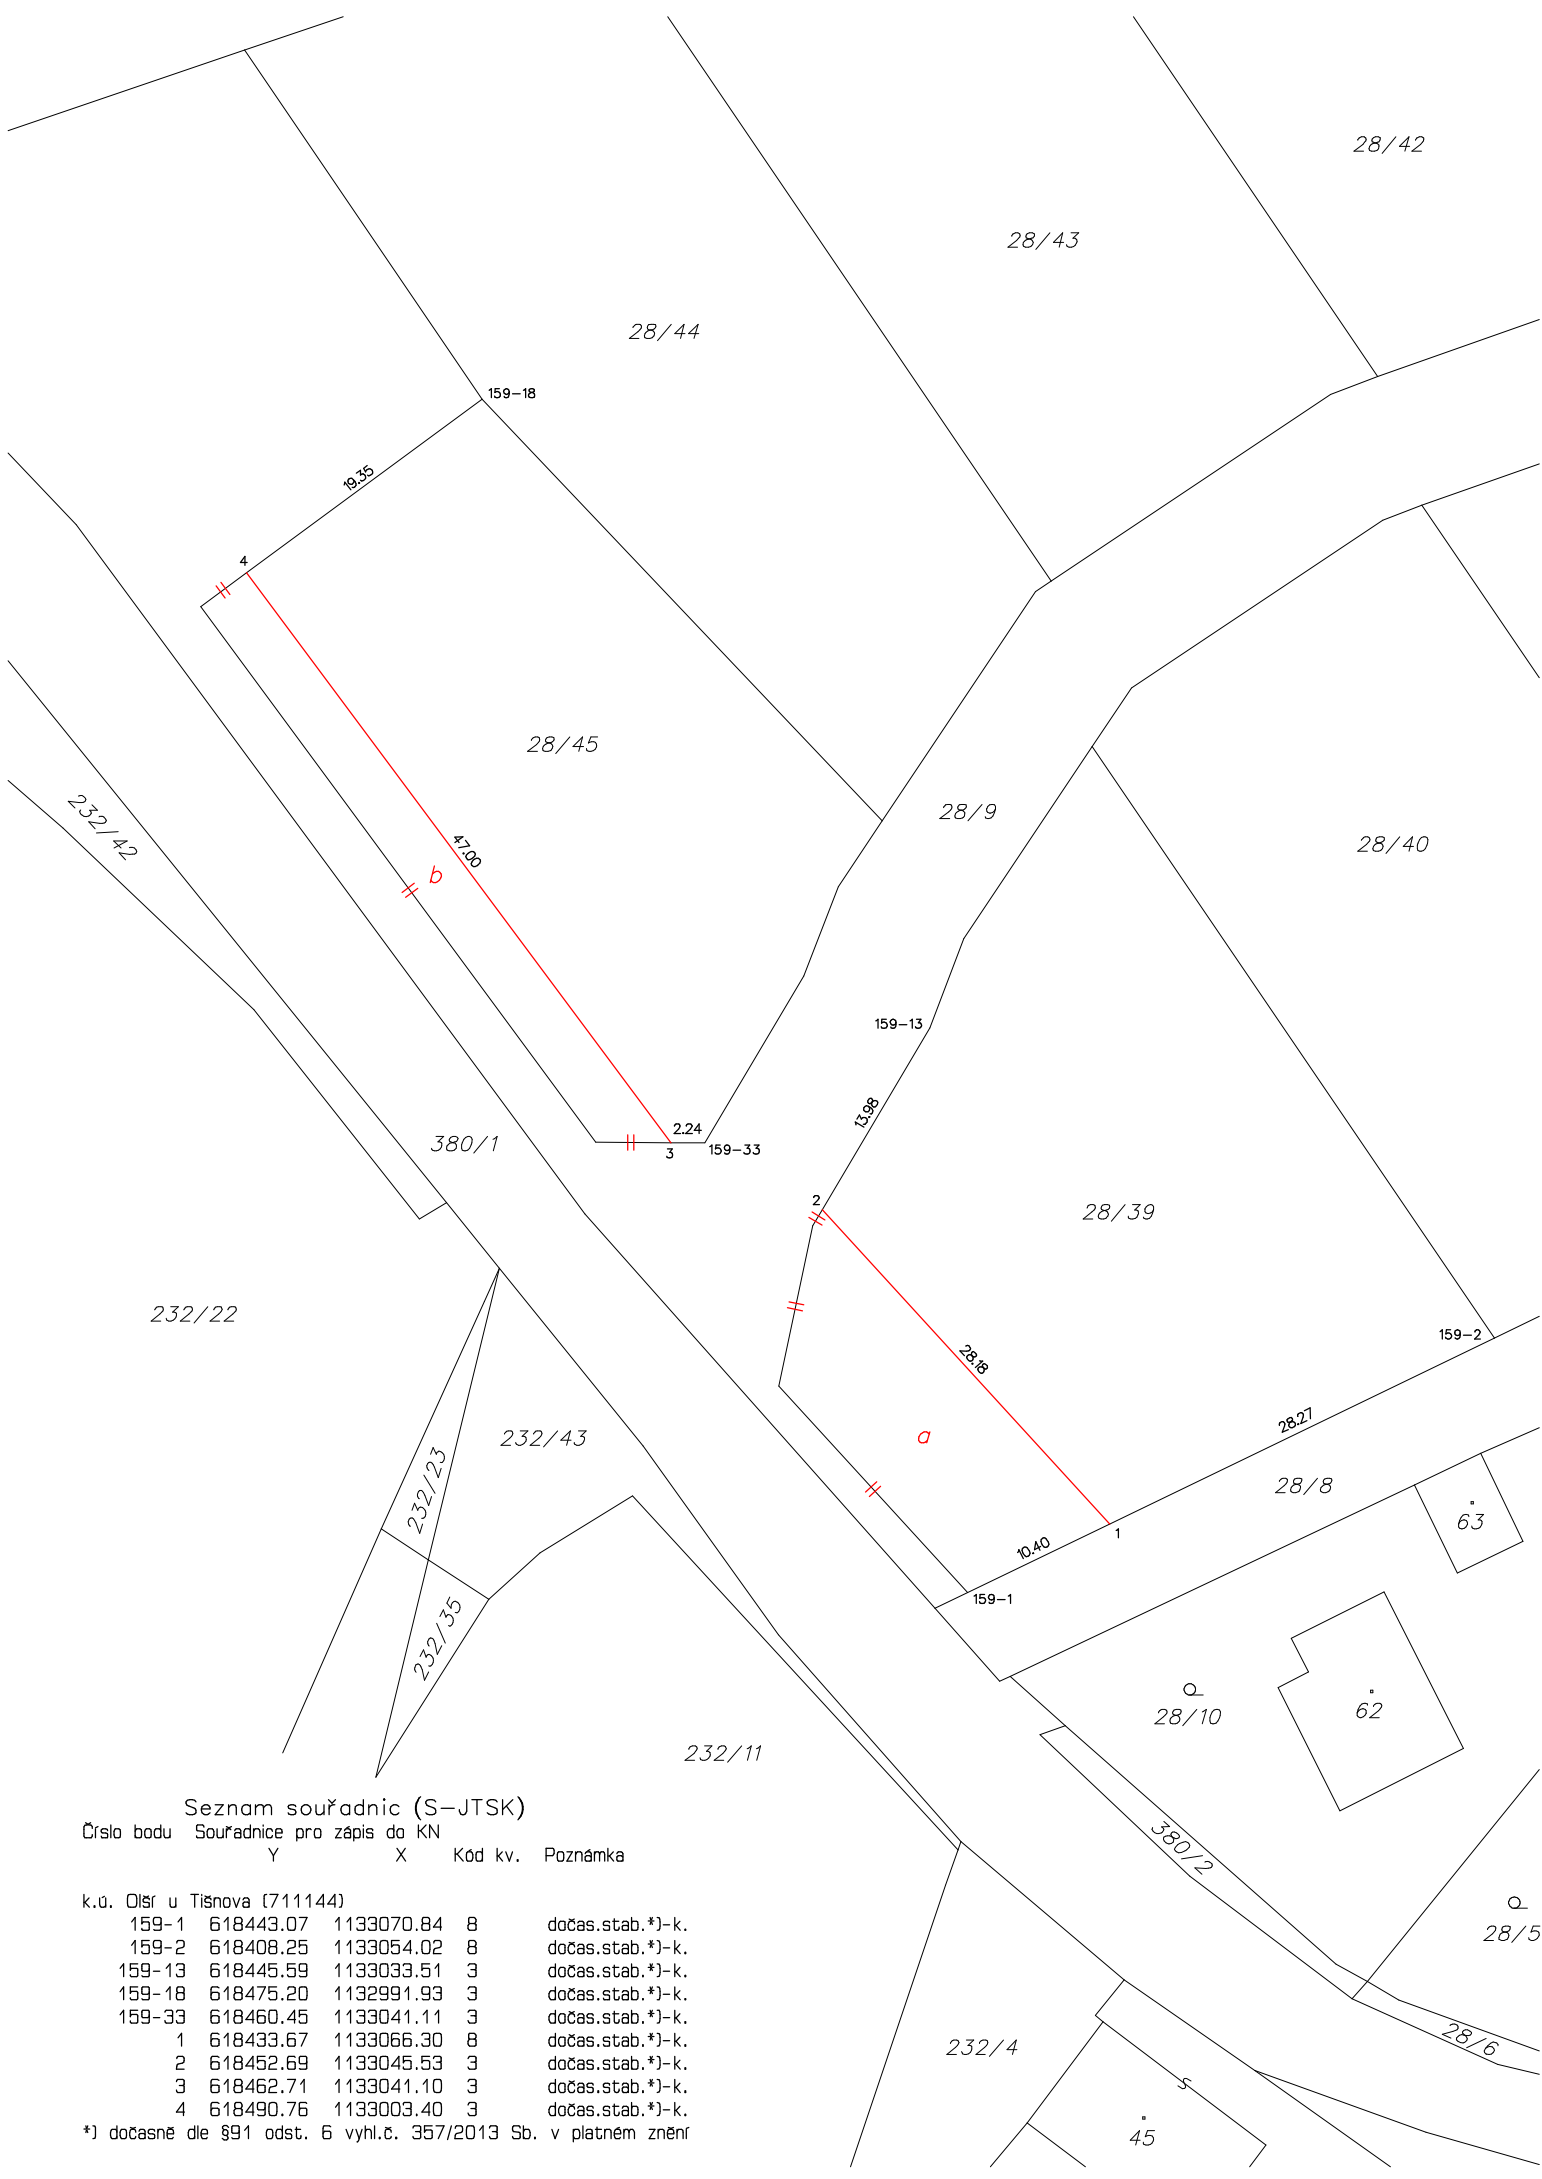 28/42
28/43
28/44
159-18
19.35
4
28/45
28/9
232/42
28/40
47.00
b
159-13
13.98
2.24
3
159-33
380/1
2
28/39
232/22
159-2
28.18
28.27
a
232/43
232/23
28/8
63
10.40
1
159-1
232/35
62
28/10
232/11
380/2
28/5
28/6
232/4
s
45
Seznam souřadnic (S-JTSK)
Číslo bodu Souřadnice pro zápis do KN
Y X Kód kv. Poznámka
k.ú. Olší u Tišnova (711144)
159-1 618443.07 1133070.84 8 dočas.stab.*)-k.
159-2 618408.25 1133054.02 8 dočas.stab.*)-k.
159-13 618445.59 1133033.51 3 dočas.stab.*)-k.
159-18 618475.20 1132991.93 3 dočas.stab.*)-k.
159-33 618460.45 1133041.11 3 dočas.stab.*)-k.
1 618433.67 1133066.30 8 dočas.stab.*)-k.
2 618452.69 1133045.53 3 dočas.stab.*)-k.
3 618462.71 1133041.10 3 dočas.stab.*)-k.
4 618490.76 1133003.40 3 dočas.stab.*)-k.
*) dočasně dle §91 odst. 6 vyhl.č. 357/2013 Sb. v platném znění